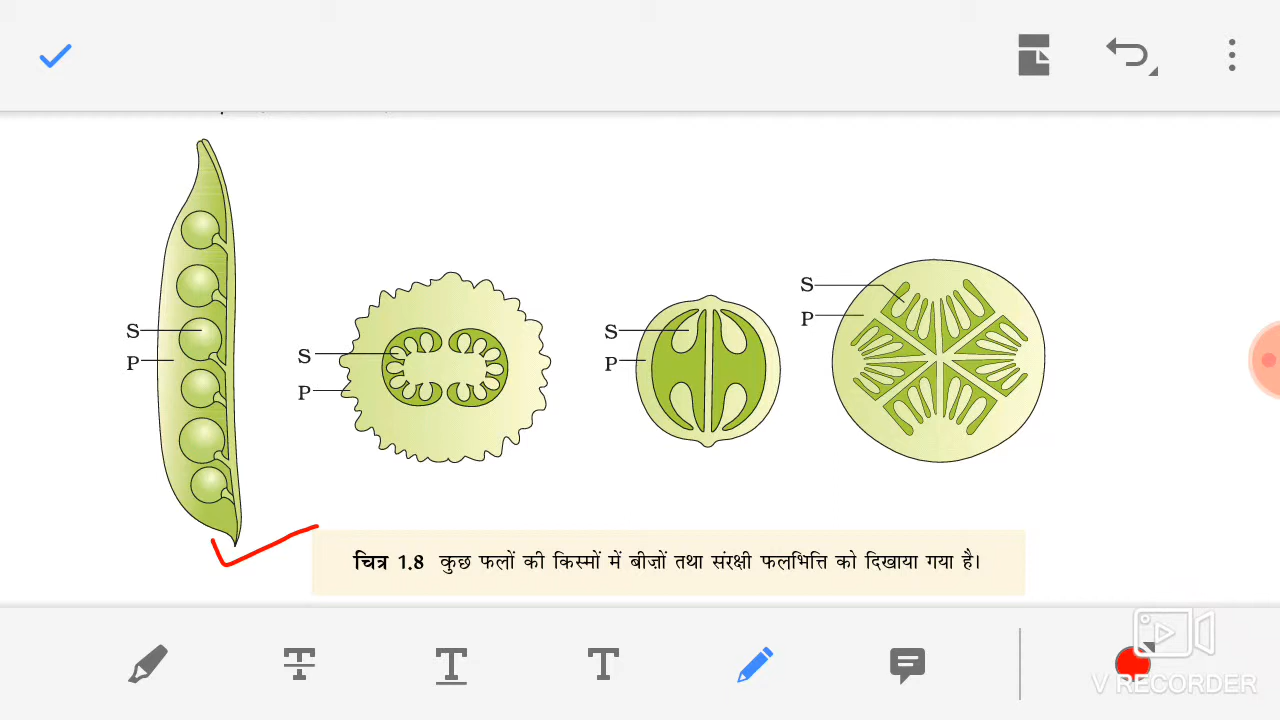 S
P
S
P
S
P
S
P
चित्र 1.8 कुछ फलों की किस्मों में बीजों तथा संरक्षी फलभित्ति को दिखाया गया है।
T
T
T
V RECORDER